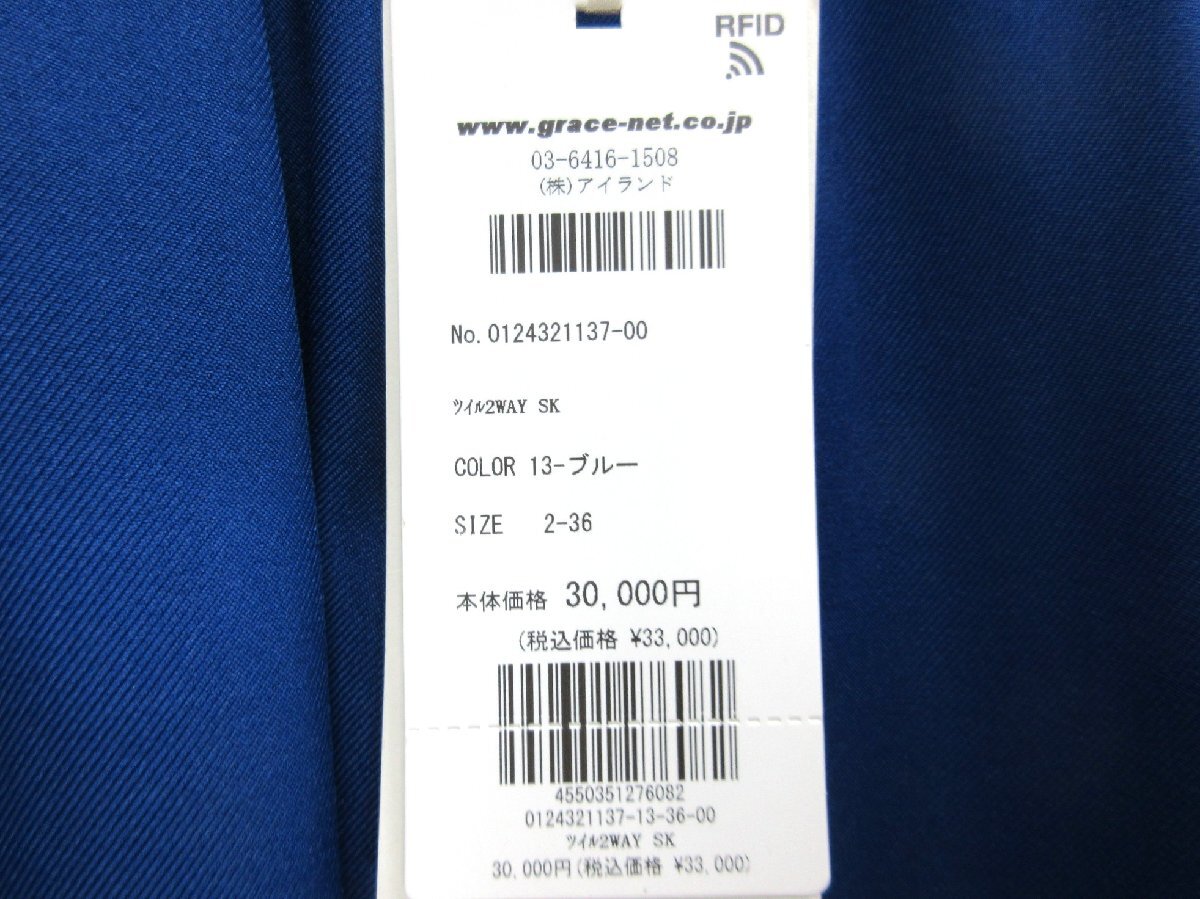 RFID
www.grace-net.co.jp
03-6416-1508
(株)アイランド
No.0124321137-00
ﾂｲﾙ2WAY SK
COLOR 13-ブルー
SIZE 2-36
本体価格 30,000円
(税込価格 ¥33,000)
4550351276082
0124321137-13-36-00
ﾂｲﾙ2WAY SK
30,000円(税込価格 ¥33,000)